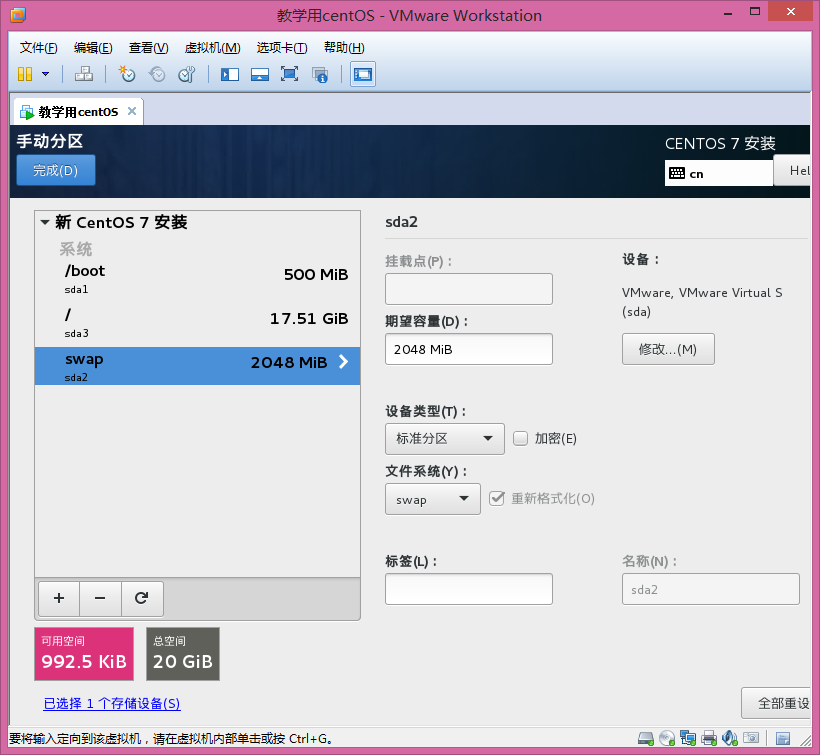 教学用centOS - VMware Workstation
文件(F) 编辑(E) 查看(V) 虚拟机(M) 选项卡(T) 帮助(H)
教学用centOS
手动分区
CENTOS 7 安装
完成(D)
cn
Hel
新 CentOS 7 安装
系统
/boot
500 MiB
sda1
/
17.51 GiB
sda3
swap
2048 MiB
sda2
sda2
挂载点(P)：
设备：
VMware, VMware Virtual S
(sda)
期望容量(D)：
2048 MiB
修改...(M)
设备类型(T)：
标准分区
加密(E)
文件系统(Y)：
swap
重新格式化(O)
标签(L)：
名称(N)：
sda2
可用空间
992.5 KiB
总空间
20 GiB
已选择 1 个存储设备(S)
全部重设
要将输入定向到该虚拟机，请在虚拟机内部单击或按 Ctrl+G。